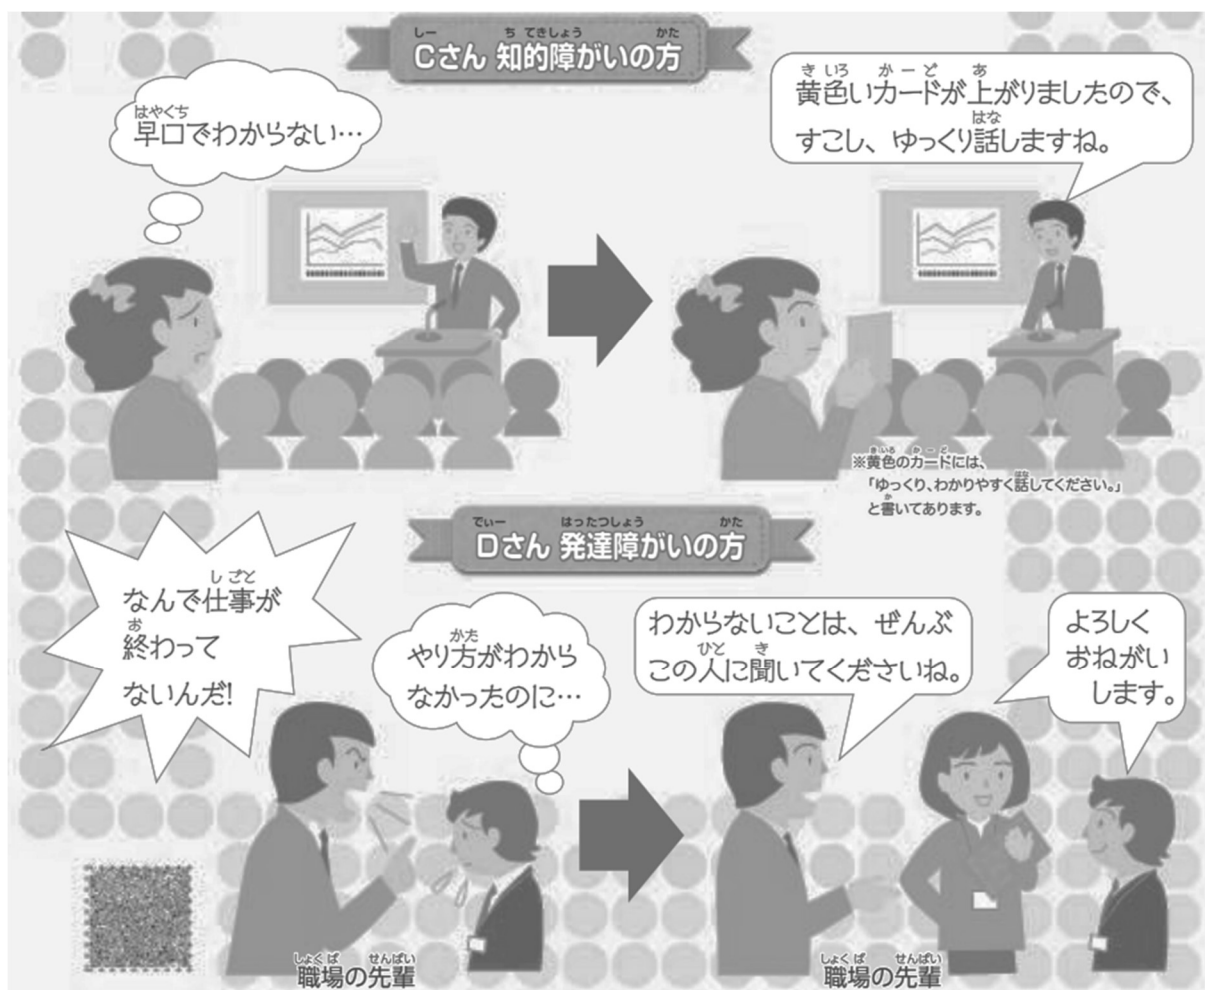 Cさん 知的障がいの方
早口でわからない…
黄色いカードが上がりましたので、
すこし、ゆっくり話しますね。
※黄色のカードには、
「ゆっくり、わかりやすく話してください。」
と書いてあります。
Dさん 発達障がいの方
なんで仕事が
終わって
ないんだ!
やり方がわから
なかったのに…
わからないことは、ぜんぶ
この人に聞いてくださいね。
よろしく
おねがい
します。
職場の先輩
職場の先輩